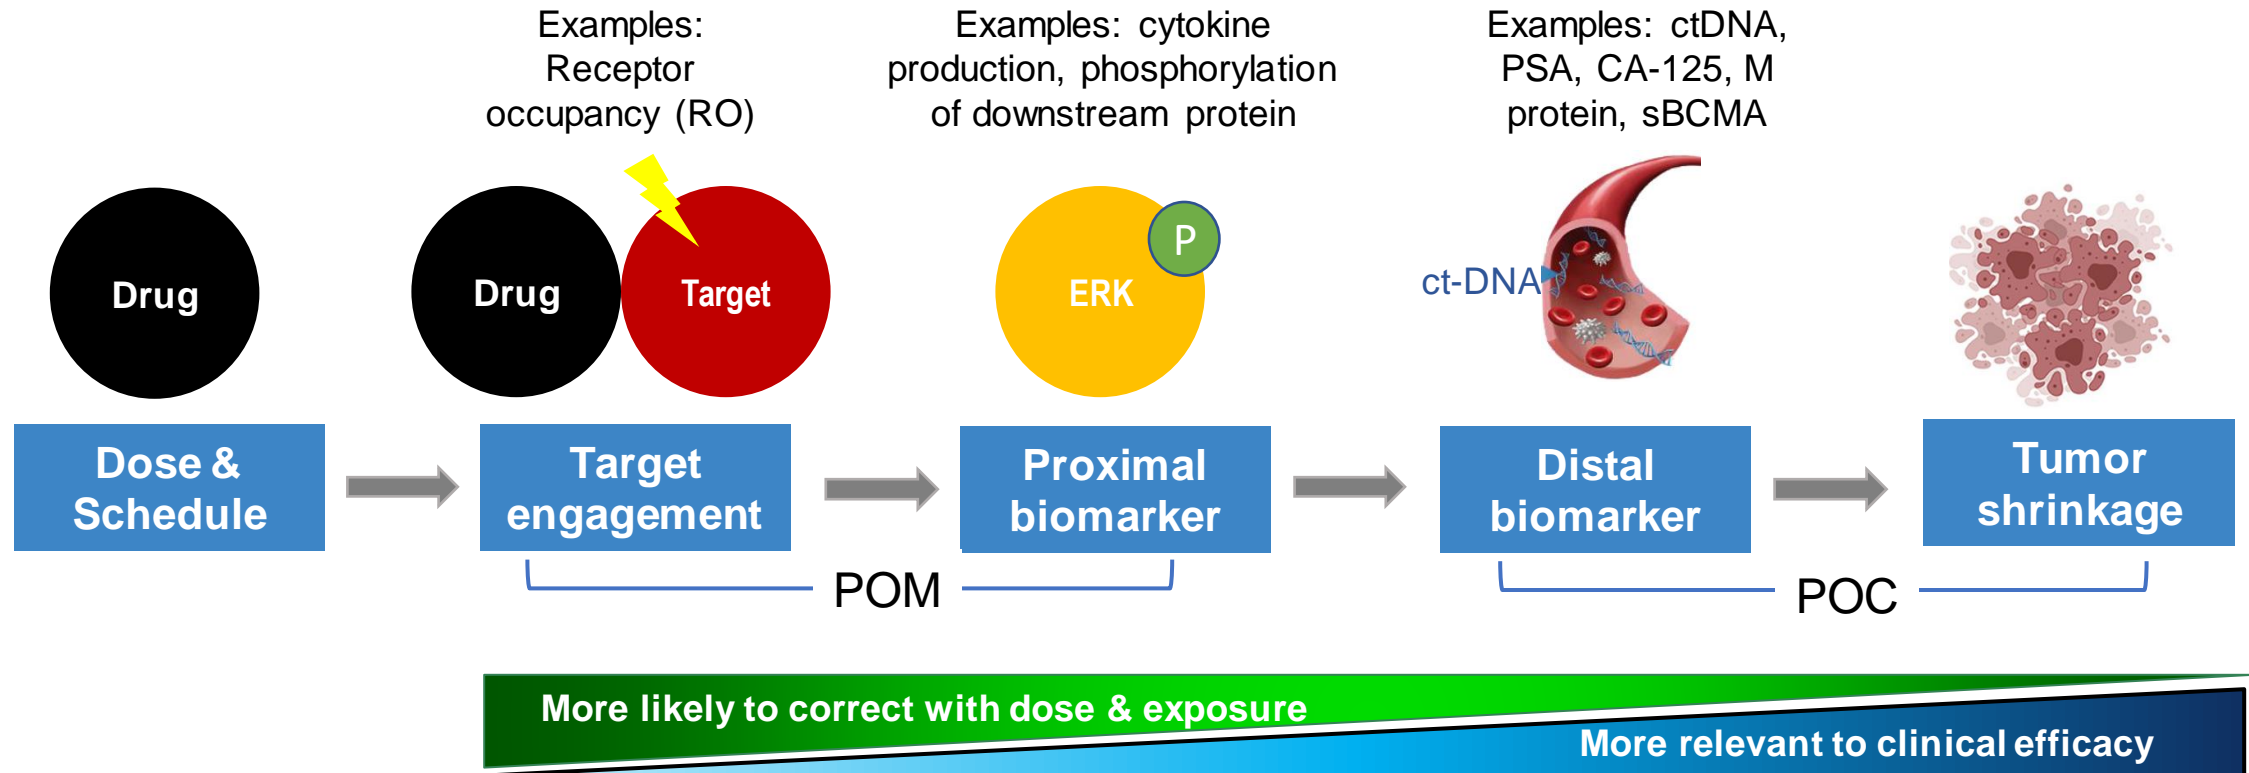 Examples:
Receptor
occupancy (RO)
Examples: cytokine
production, phosphorylation
of downstream protein
Examples: ctDNA,
PSA, CA-125, M
protein, sBCMA
Drug
Drug
Target
ERK
P
ct-DNA
Dose &
Schedule
Target
engagement
Proximal
biomarker
Distal
biomarker
Tumor
shrinkage
POM
POC
More likely to correct with dose & exposure
More relevant to clinical efficacy